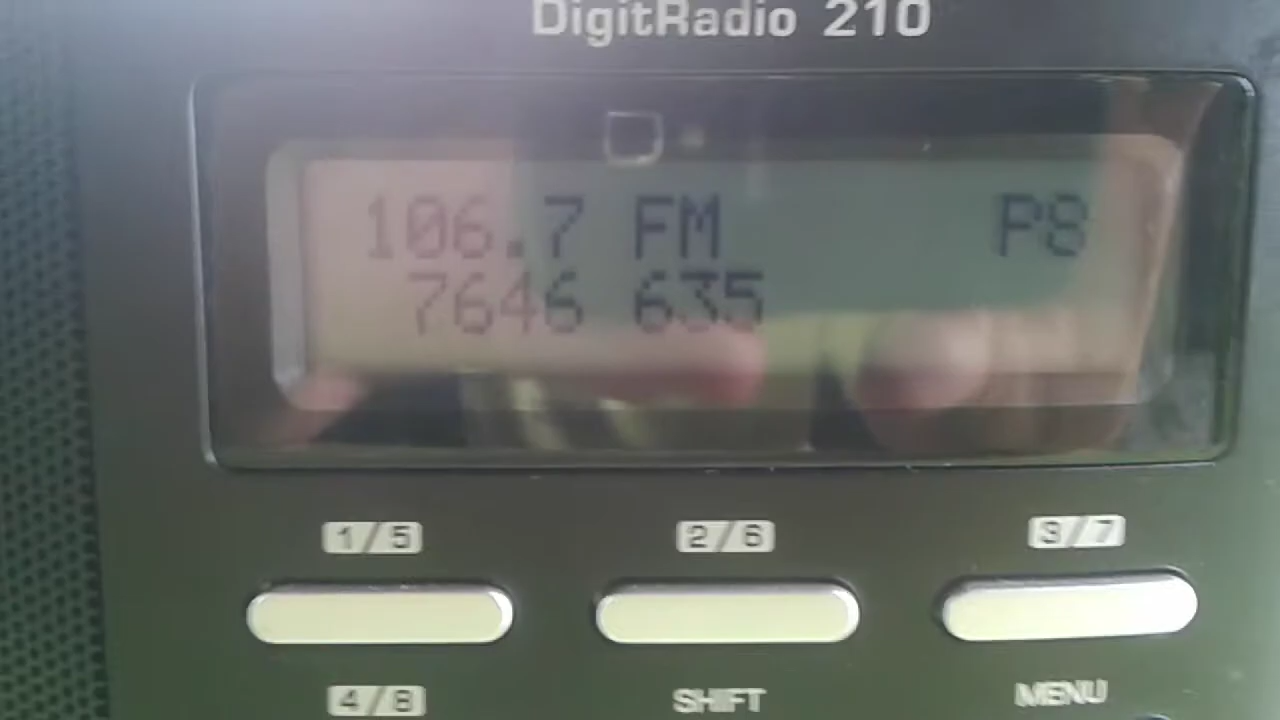 DigitRadio 210
106.7 FM P8
7646 635
1/5 2/6 3/7
4/8 SHIFT MENU